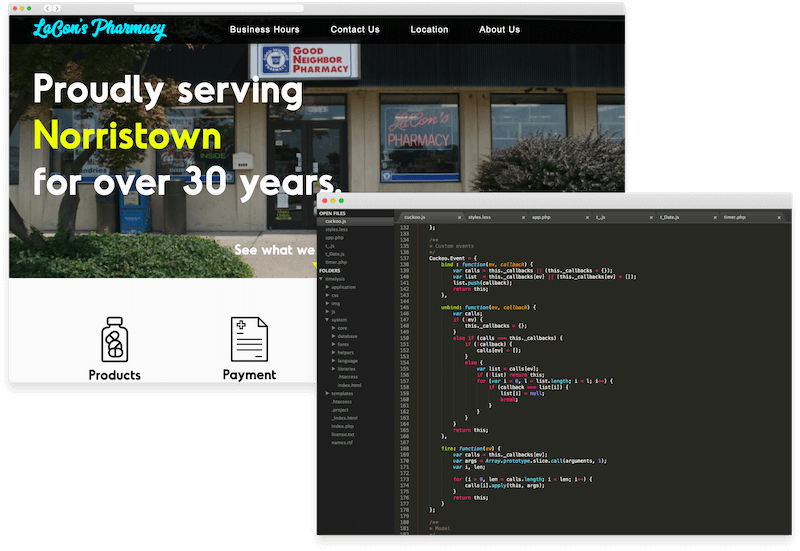 LaCon's Pharmacy
Business Hours Contact Us Location About Us
GOOD
NEIGHBOR
PHARMACY
Proudly serving
Norristown
for over 30 years.
LaCon's
PHARMACY
INSIDE
See what we
Products
Payment
OPEN FILES
cuckoo.js
styles.less
app.php
t_.js
t_Dato.js
timer.php
FOLDERS
timelysis
application
css
img
js
system
core
database
fonts
helpers
language
libraries
.htaccess
index.html
templates
.htaccess
.project
_index.html
index.php
license.txt
names.rtf
cuckoo.js styles.less app.php t_.js t_Dato.js timer.php
132 };
133
134 /**
135 * Custom events
136 */
137 Cuckoo.Event = {
138 bind : function(ev, callback) {
139 var calls = this._callbacks || (this._callbacks = {});
140 var list = this._callbacks[ev] || (this._callbacks[ev] = []);
141 list.push(callback);
142 return this;
143 },
144
145 unbind: function(ev, callback) {
146 var calls;
147 if (!ev) {
148 this._callbacks = {};
149 }
150 else if (calls === this._callbacks) {
151 if (!callback) {
152 calls[ev] = [];
153 }
154 else {
155 var list = calls[ev];
156 if (!list) return this;
157 for (var i = 0, l = list.length; i < l; i++) {
158 if (callback === list[i]) {
159 list[i] = null;
160 break;
161 }
162 }
163 }
164 }
165 return this;
166 },
167
168 fire: function(ev) {
169 var calls = this._callbacks[ev];
170 var args = Array.prototype.slice.call(arguments, 1);
171 var i, len;
172
173 for (i = 0, len = calls.length; i < len; i++) {
174 calls[i].apply(this, args);
175 }
176 return this;
177 }
178 };
179
180 /**
181 * Model
182 */